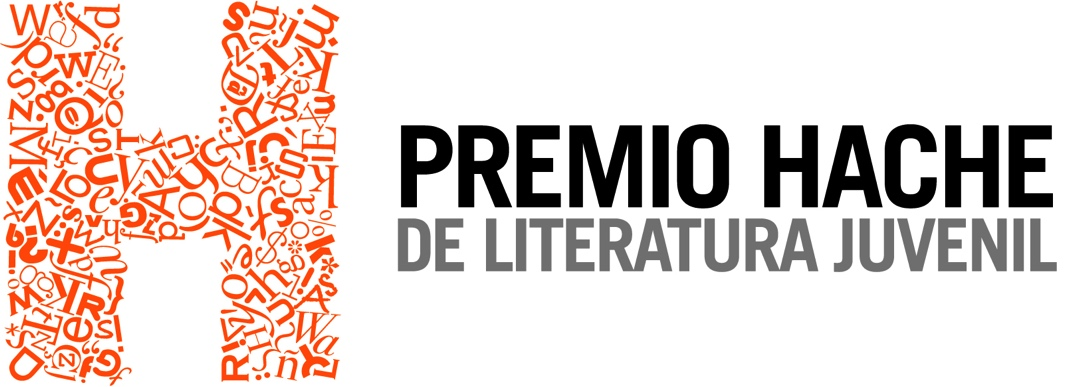 PREMIO HACHE
DE LITERATURA JUVENIL